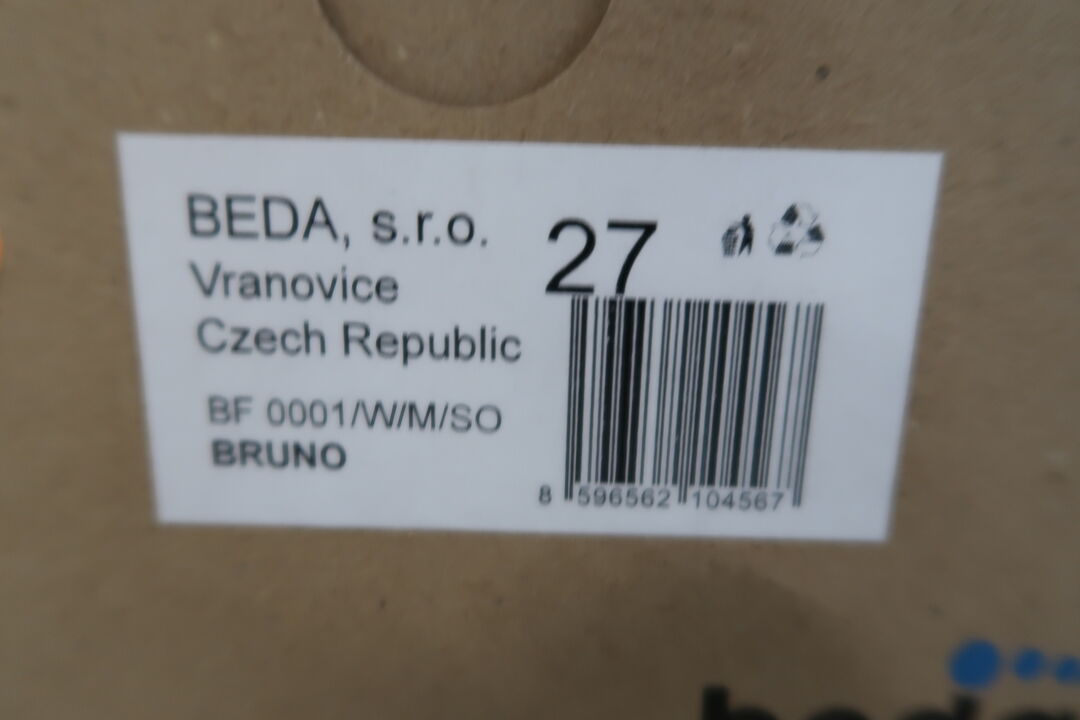 BEDA, s.r.o.
27
Vranovice
Czech Republic
BF 0001/W/M/SO
BRUNO
8 596562 104567